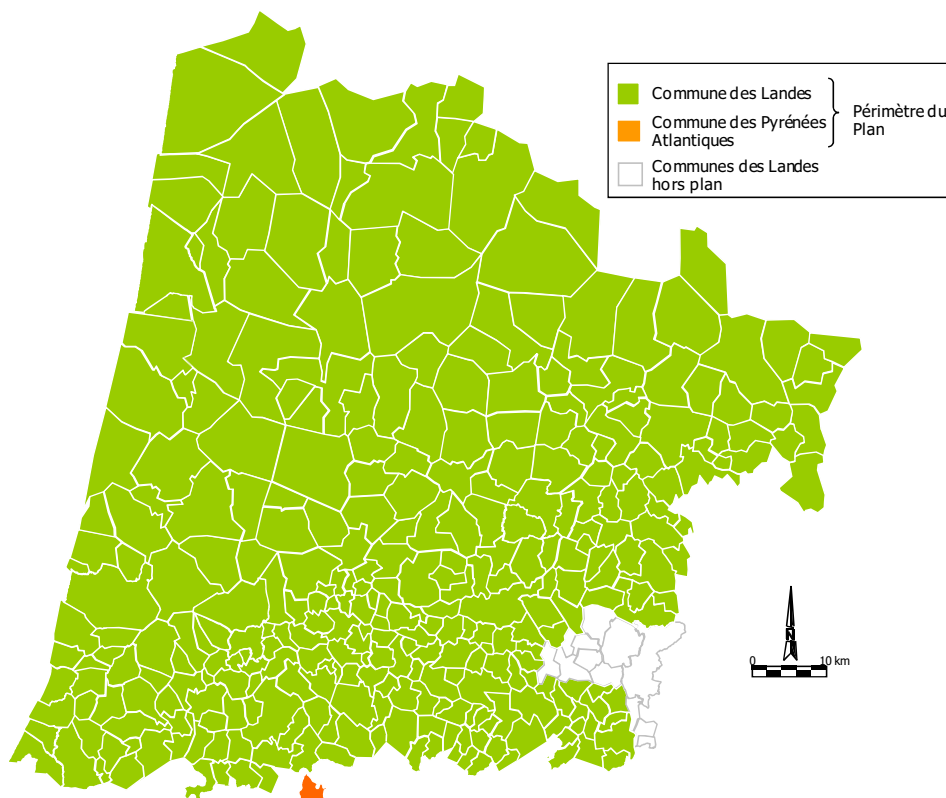 Commune des Landes
Commune des Pyrénées
Atlantiques
Périmètre du
Plan
Communes des Landes
hors plan
N
0 10 km